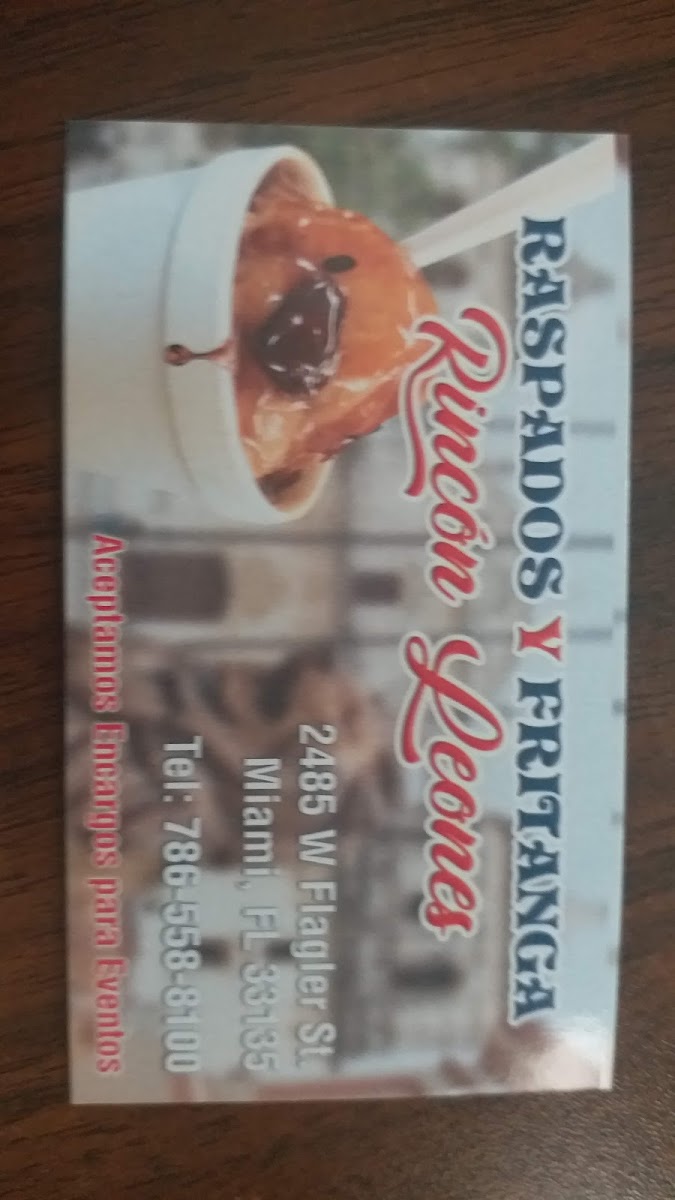 RASPADOS Y FRITANGA
Rincón Leones
2485 W Flagler St.
Miami, FL 33135
Tel: 786-558-8100
Aceptamos Encargos para Eventos